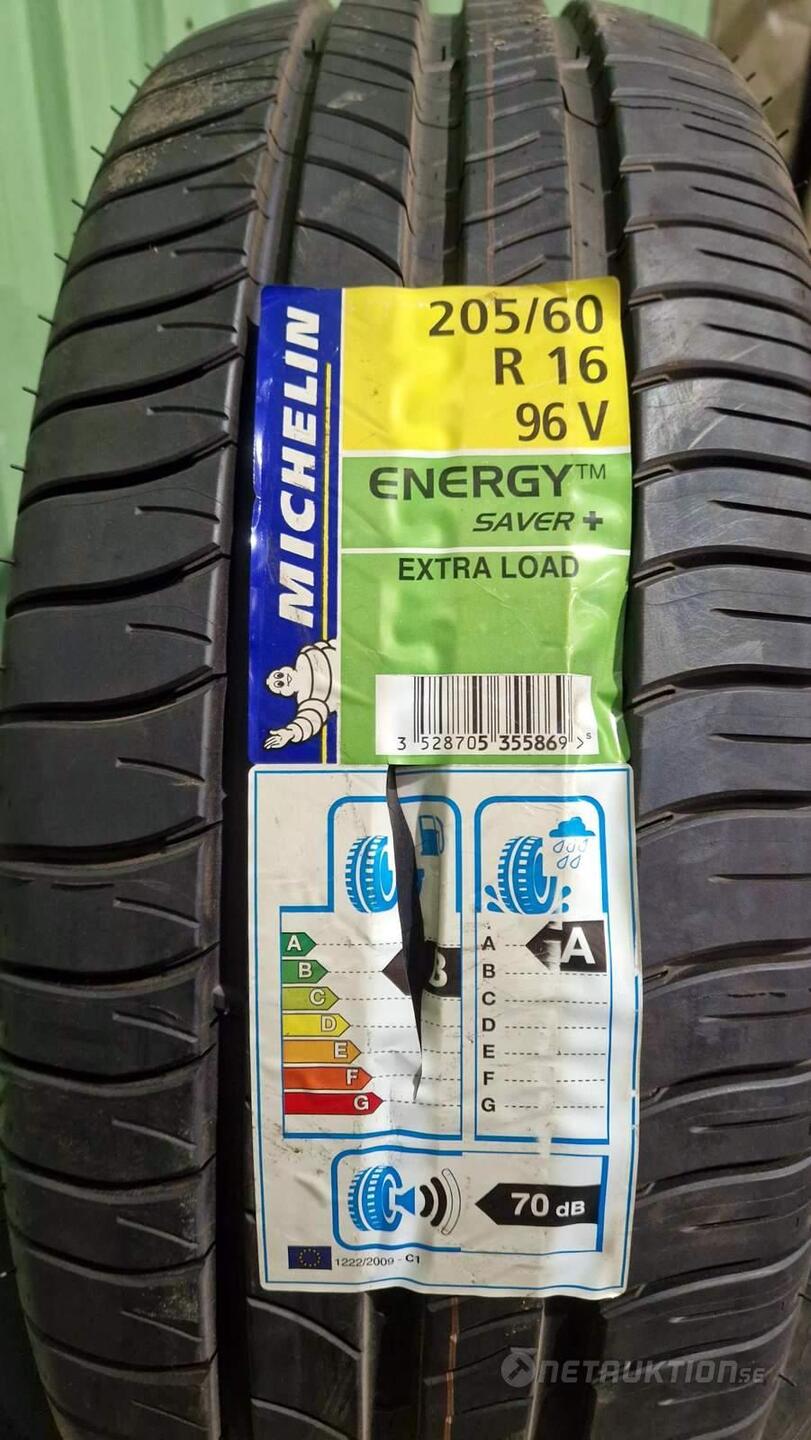 MICHELIN
205/60
R 16
96 V
ENERGY™
SAVER +
EXTRA LOAD
3 528705 355869 > s
A
B
C
D
E
F
G
B
A
B
C
D
E
F
G
A
70 dB
1222/2009 - C1
NETAUKTION.SE